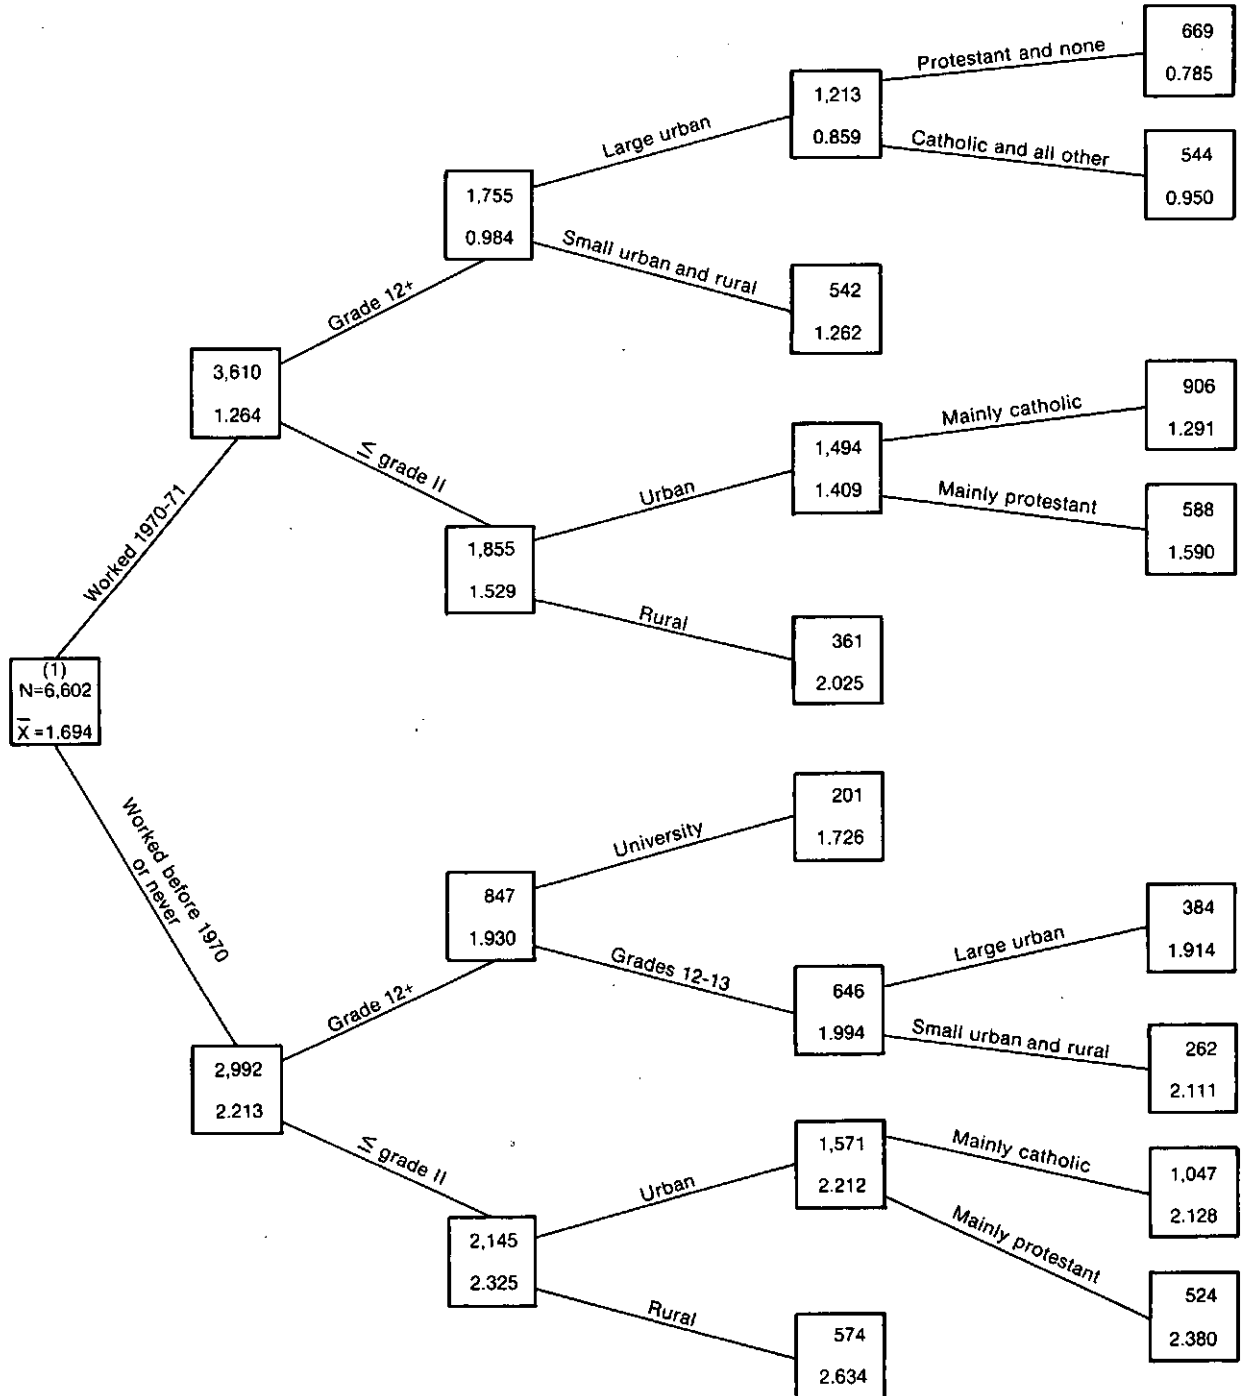 669
Protestant and none
0.785
1,213
0.859
Large urban
Catholic and all other
544
0.950
1,755
0.984
Small urban and rural
542
1.262
Grade 12+
3,610
1.264
906
Mainly catholic
1.291
≤ grade II
1,494
1.409
Urban
Mainly protestant
588
1.590
Worked 1970-71
1,855
1.529
Rural
361
2.025
(1)
N=6,602
X̄ =1.694
201
1.726
University
Worked before 1970
or never
847
1.930
384
Large urban
1.914
Grades 12-13
646
1.994
Grade 12+
Small urban and rural
262
2.111
2,992
2.213
1,571
2.212
Mainly catholic
1,047
2.128
≤ grade II
Urban
Mainly protestant
2,145
2.325
524
2.380
Rural
574
2.634